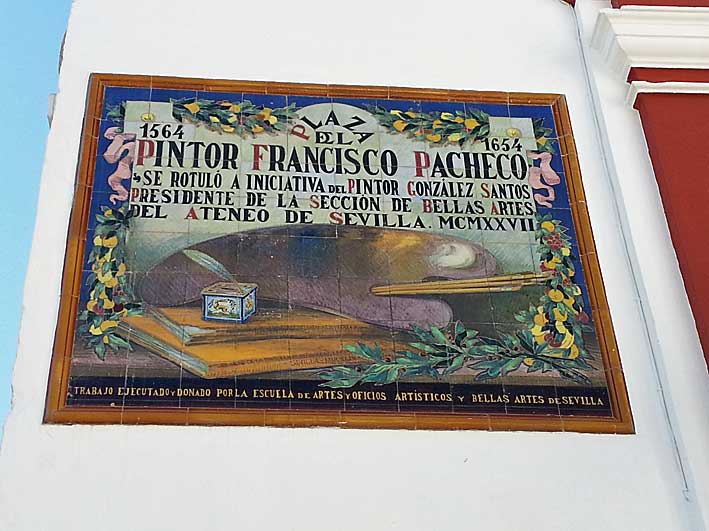 PLAZA
DEL
1564 1654
PINTOR FRANCISCO PACHECO
SE ROTULÓ A INICIATIVA DEL PINTOR GONZÁLEZ SANTOS
PRESIDENTE DE LA SECCIÓN DE BELLAS ARTES
DEL ATENEO DE SEVILLA. MCMXXVII
TRABAJO EJECUTADO Y DONADO POR LA ESCUELA DE ARTES Y OFICIOS ARTÍSTICOS Y BELLAS ARTES DE SEVILLA